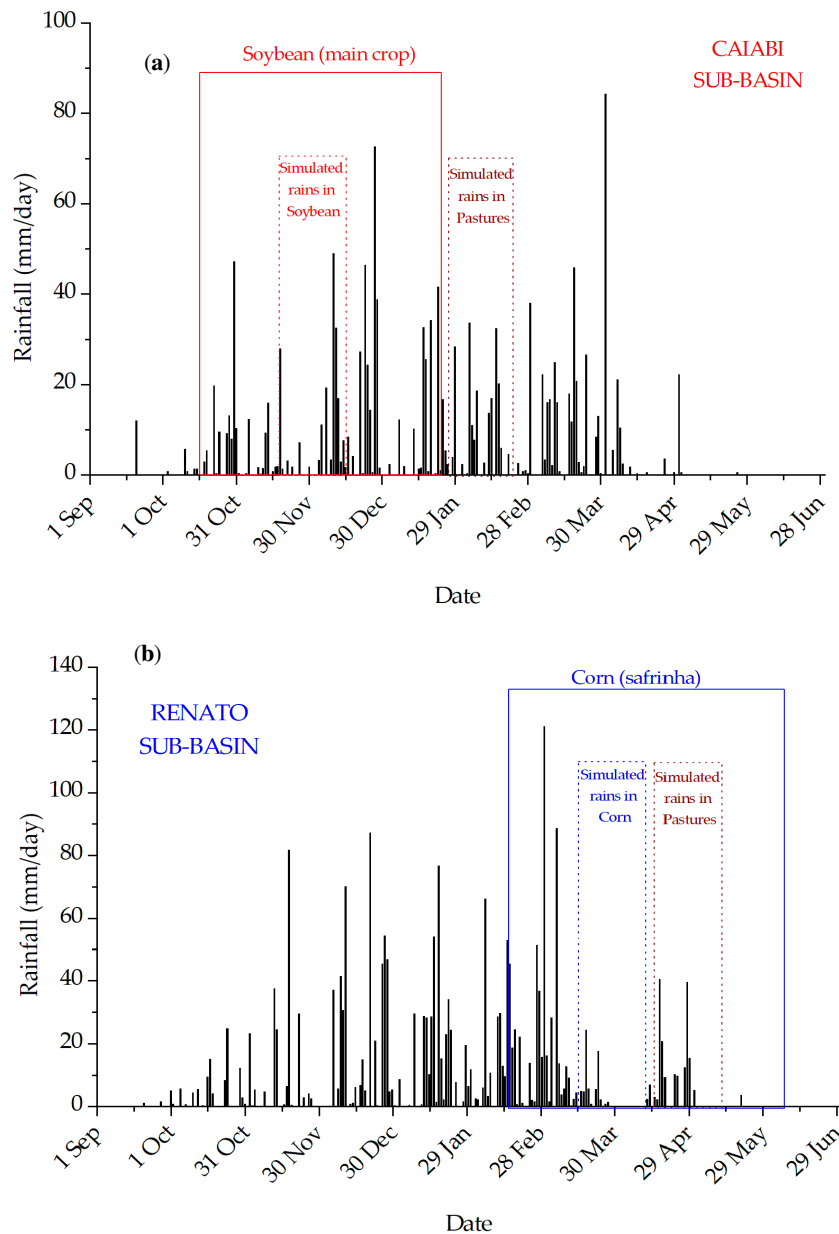 (a)
Soybean (main crop)
CAIABI
SUB-BASIN
Simulated
rains in
Soybean
Simulated
rains in
Pastures
Rainfall (mm/day)
100
80
60
40
20
0
1 Sep
1 Oct
31 Oct
30 Nov
30 Dec
29 Jan
28 Feb
30 Mar
29 Apr
29 May
28 Jun
Date
(b)
Corn (safrinha)
RENATO
SUB-BASIN
Simulated
rains in
Corn
Simulated
rains in
Pastures
Rainfall (mm/day)
140
120
100
80
60
40
20
0
1 Sep
1 Oct
31 Oct
30 Nov
30 Dec
29 Jan
28 Feb
30 Mar
29 Apr
29 May
29 Jun
Date